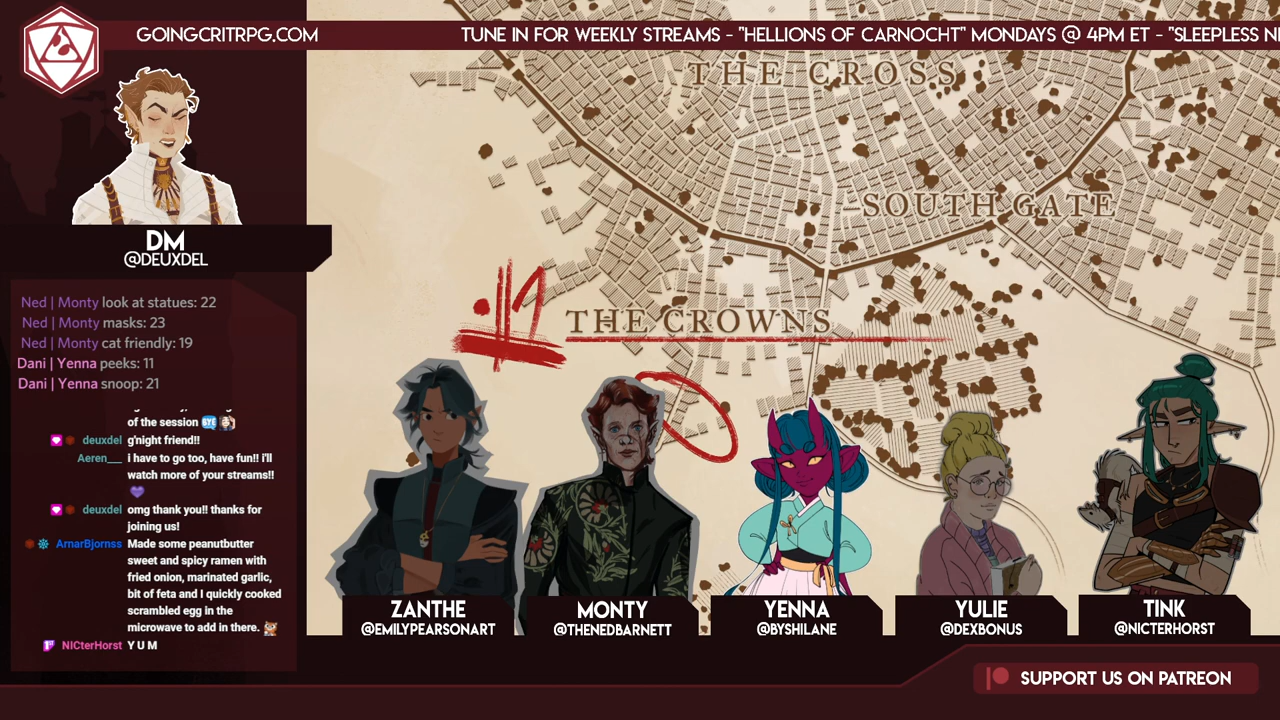 GOINGCRITRPG.COM
TUNE IN FOR WEEKLY STREAMS - "HELLIONS OF CARNOCHT" MONDAYS @ 4PM ET - "SLEEPLESS NI
THE CROSS
SOUTH GATE
THE CROWNS
DM
@DEUXDEL
Ned | Monty look at statues: 22
Ned | Monty masks: 23
Ned | Monty cat friendly: 19
Dani | Yenna peeks: 11
Dani | Yenna snoop: 21
of the session BYE
deuxdel g'night friend!!
Aeren__ i have to go too, have fun!! i'll
watch more of your streams!!
deuxdel omg thank you!! thanks for
joining us!
ArnarBjornss Made some peanutbutter
sweet and spicy ramen with
fried onion, marinated garlic,
bit of feta and I quickly cooked
scrambled egg in the
microwave to add in there.
NICterHorst Y U M
ZANTHE
@EMILYPEARSONART
MONTY
@THENEDBARNETT
YENNA
@BYSHILANE
YULIE
@DEXBONUS
TINK
@NICTERHORST
SUPPORT US ON PATREON